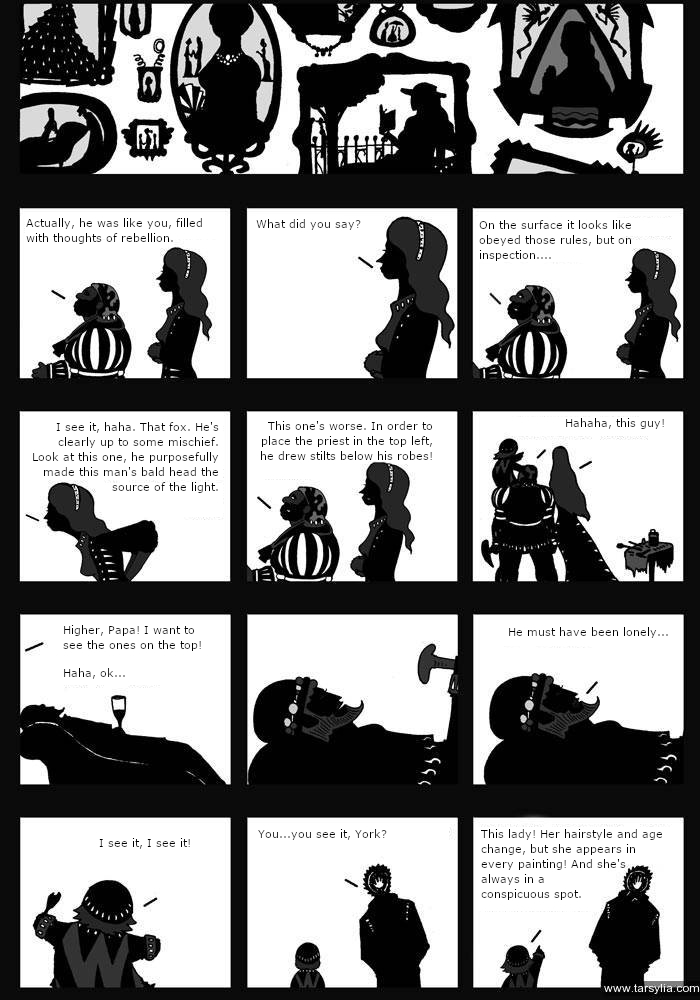 Actually, he was like you, filled
with thoughts of rebellion.
What did you say?
On the surface it looks like
obeyed those rules, but on
inspection....
I see it, haha. That fox. He's
clearly up to some mischief.
Look at this one, he purposefully
made this man's bald head the
source of the light.
This one's worse. In order to
place the priest in the top left,
he drew stilts below his robes!
Hahaha, this guy!
Higher, Papa! I want to
see the ones on the top!
Haha, ok...
He must have been lonely...
I see it, I see it!
W
You...you see it, York?
This lady! Her hairstyle and age
change, but she appears in
every painting! And she's
always in a
conspicuous spot.
www.tarsylia.com